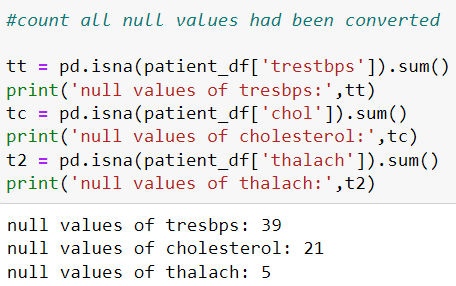 #count all null values had been converted
tt = pd.isna(patient_df['trestbps']).sum()
print('null values of tresbps:',tt)
tc = pd.isna(patient_df['chol']).sum()
print('null values of cholesterol:',tc)
t2 = pd.isna(patient_df['thalach']).sum()
print('null values of thalach:',t2)
null values of tresbps: 39
null values of cholesterol: 21
null values of thalach: 5